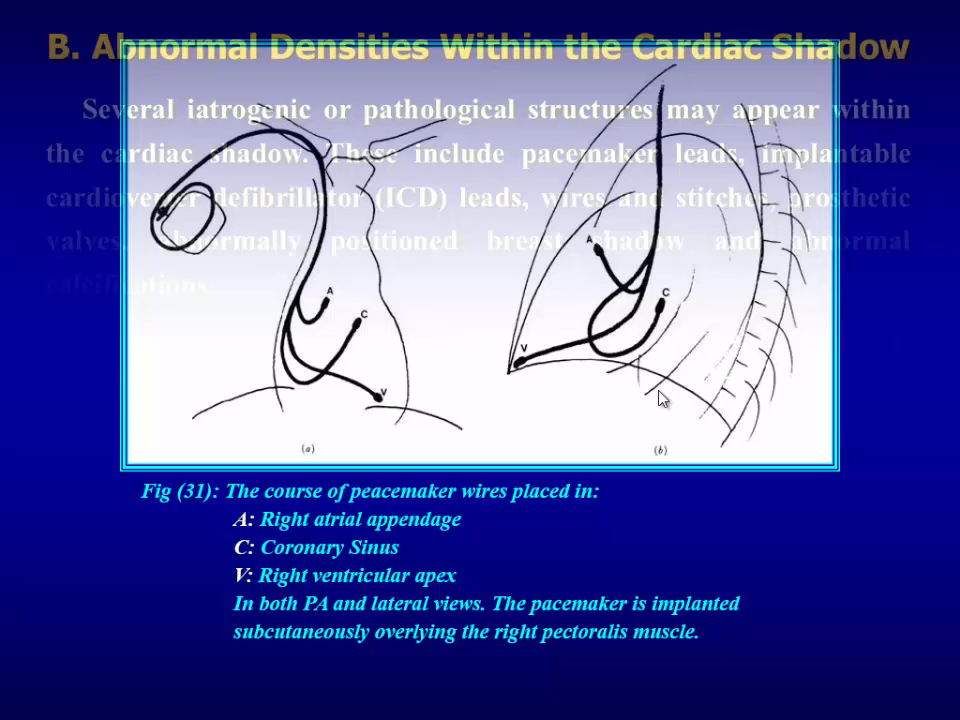 B. Abnormal Densities Within the Cardiac Shadow
Several iatrogenic or pathological structures may appear within
the cardiac shadow. These include pacemaker leads, implantable
cardioverter defibrillator (ICD) leads, wires and stitches, prosthetic
valves, abnormally positioned breast shadow and abnormal
calcifications
A
C
V
(a)
A
C
V
(b)
Fig (31): The course of peacemaker wires placed in:
A: Right atrial appendage
C: Coronary Sinus
V: Right ventricular apex
In both PA and lateral views. The pacemaker is implanted
subcutaneously overlying the right pectoralis muscle.